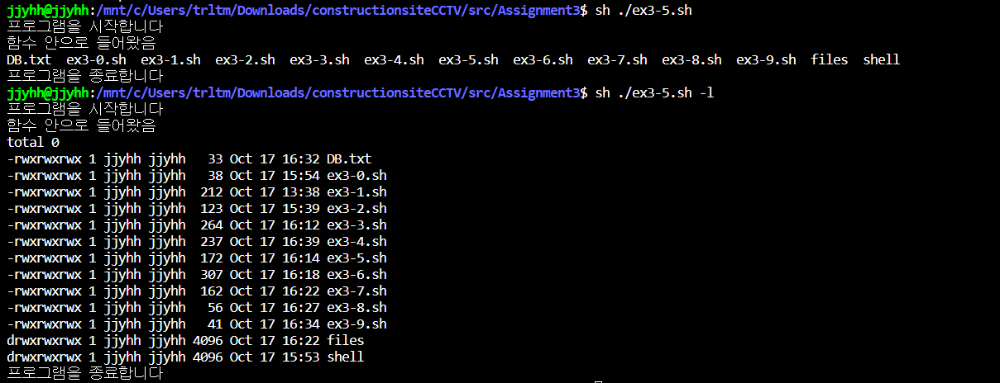 jjyhh@jjyhh:/mnt/c/Users/trltm/Downloads/constructionsiteCCTV/src/Assignment3$ sh ./ex3-5.sh
프로그램을 시작합니다
함수 안으로 들어왔음
DB.txt  ex3-0.sh  ex3-1.sh  ex3-2.sh  ex3-3.sh  ex3-4.sh  ex3-5.sh  ex3-6.sh  ex3-7.sh  ex3-8.sh  ex3-9.sh  files  shell
프로그램을 종료합니다
jjyhh@jjyhh:/mnt/c/Users/trltm/Downloads/constructionsiteCCTV/src/Assignment3$ sh ./ex3-5.sh -l
프로그램을 시작합니다
함수 안으로 들어왔음
total 0
-rwxrwxrwx 1 jjyhh jjyhh   33 Oct 17 16:32 DB.txt
-rwxrwxrwx 1 jjyhh jjyhh   38 Oct 17 15:54 ex3-0.sh
-rwxrwxrwx 1 jjyhh jjyhh  212 Oct 17 13:38 ex3-1.sh
-rwxrwxrwx 1 jjyhh jjyhh  123 Oct 17 15:39 ex3-2.sh
-rwxrwxrwx 1 jjyhh jjyhh  264 Oct 17 16:12 ex3-3.sh
-rwxrwxrwx 1 jjyhh jjyhh  237 Oct 17 16:39 ex3-4.sh
-rwxrwxrwx 1 jjyhh jjyhh  172 Oct 17 16:14 ex3-5.sh
-rwxrwxrwx 1 jjyhh jjyhh  307 Oct 17 16:18 ex3-6.sh
-rwxrwxrwx 1 jjyhh jjyhh  162 Oct 17 16:22 ex3-7.sh
-rwxrwxrwx 1 jjyhh jjyhh   56 Oct 17 16:27 ex3-8.sh
-rwxrwxrwx 1 jjyhh jjyhh   41 Oct 17 16:34 ex3-9.sh
drwxrwxrwx 1 jjyhh jjyhh 4096 Oct 17 16:22 files
drwxrwxrwx 1 jjyhh jjyhh 4096 Oct 17 15:53 shell
프로그램을 종료합니다